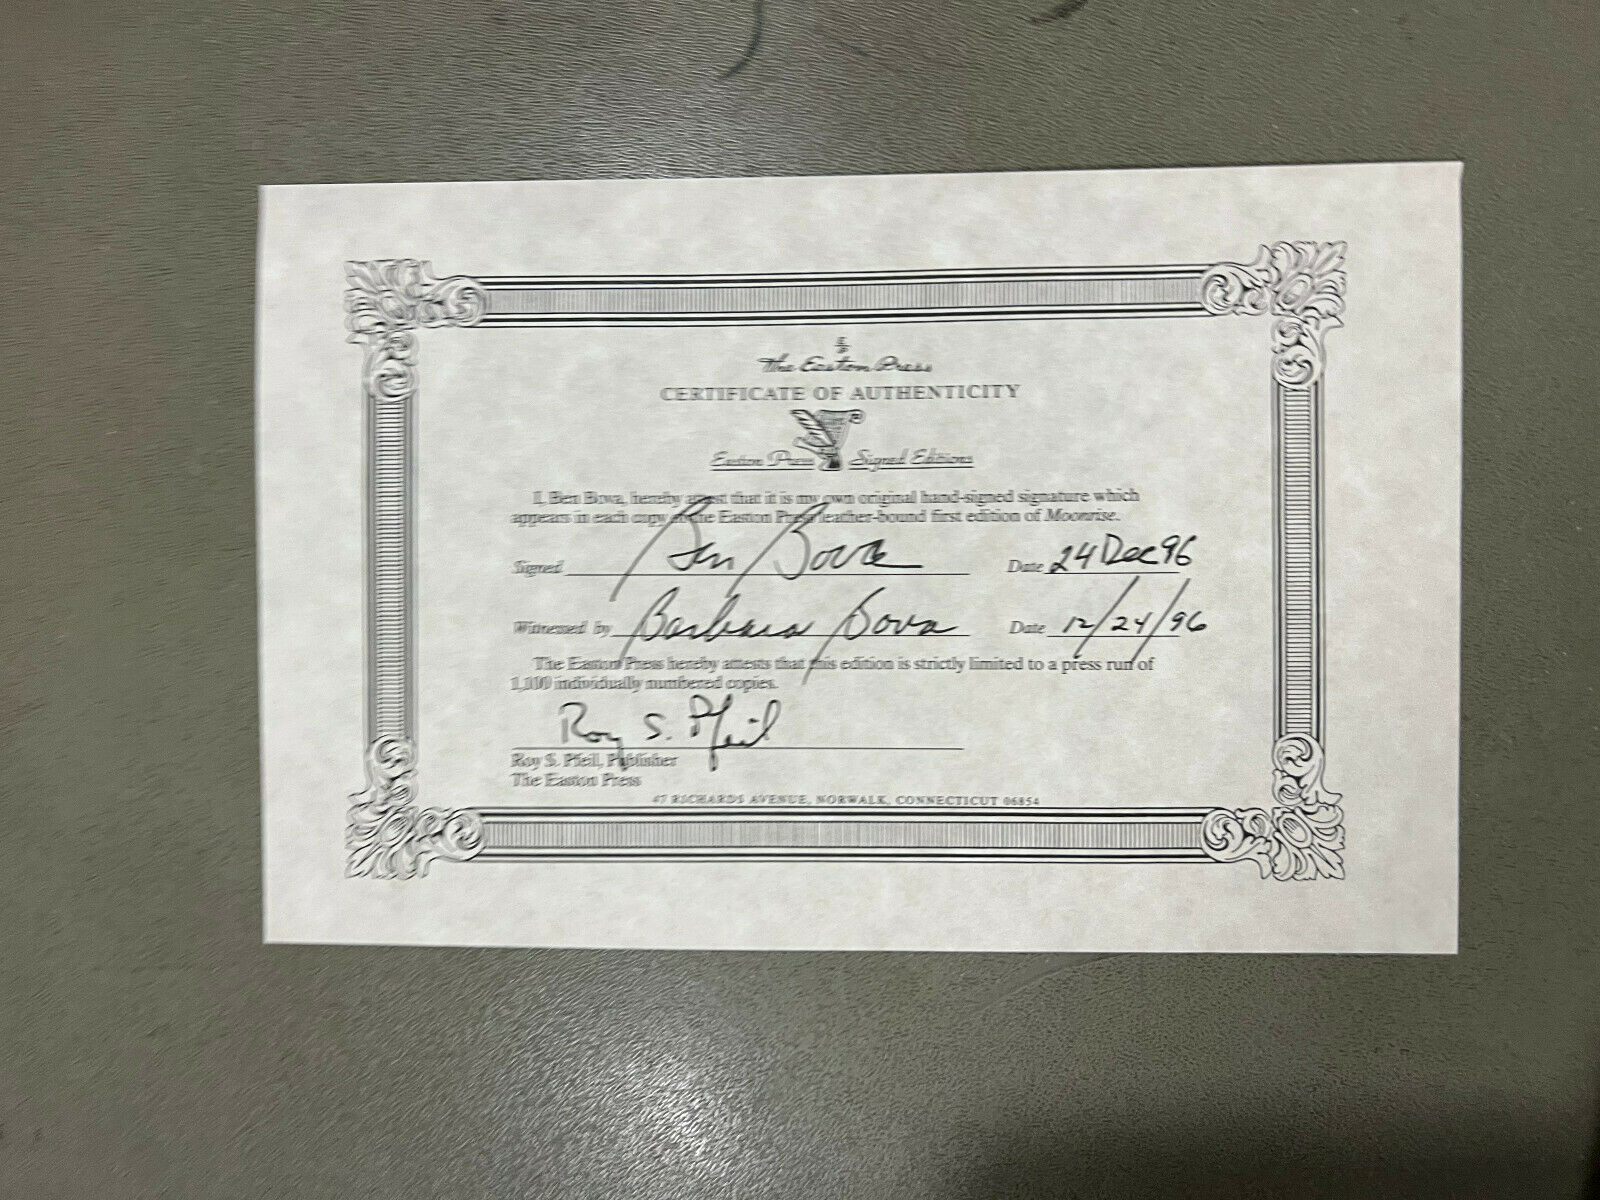 The Easton Press
CERTIFICATE OF AUTHENTICITY
Easton Press Signed Editions
I, Ben Bova, hereby attest that it is my own original hand-signed signature which
appears in each copy of the Easton Press leather-bound first edition of Moonrise.
Signed Ben Bova Date 24 Dec 96
Witnessed by Barbara Bova Date 12/24/96
The Easton Press hereby attests that this edition is strictly limited to a press run of
1,100 individually numbered copies.
Roy S. Pfeil
Roy S. Pfeil, Publisher
The Easton Press
47 RICHARDS AVENUE, NORWALK, CONNECTICUT 06854